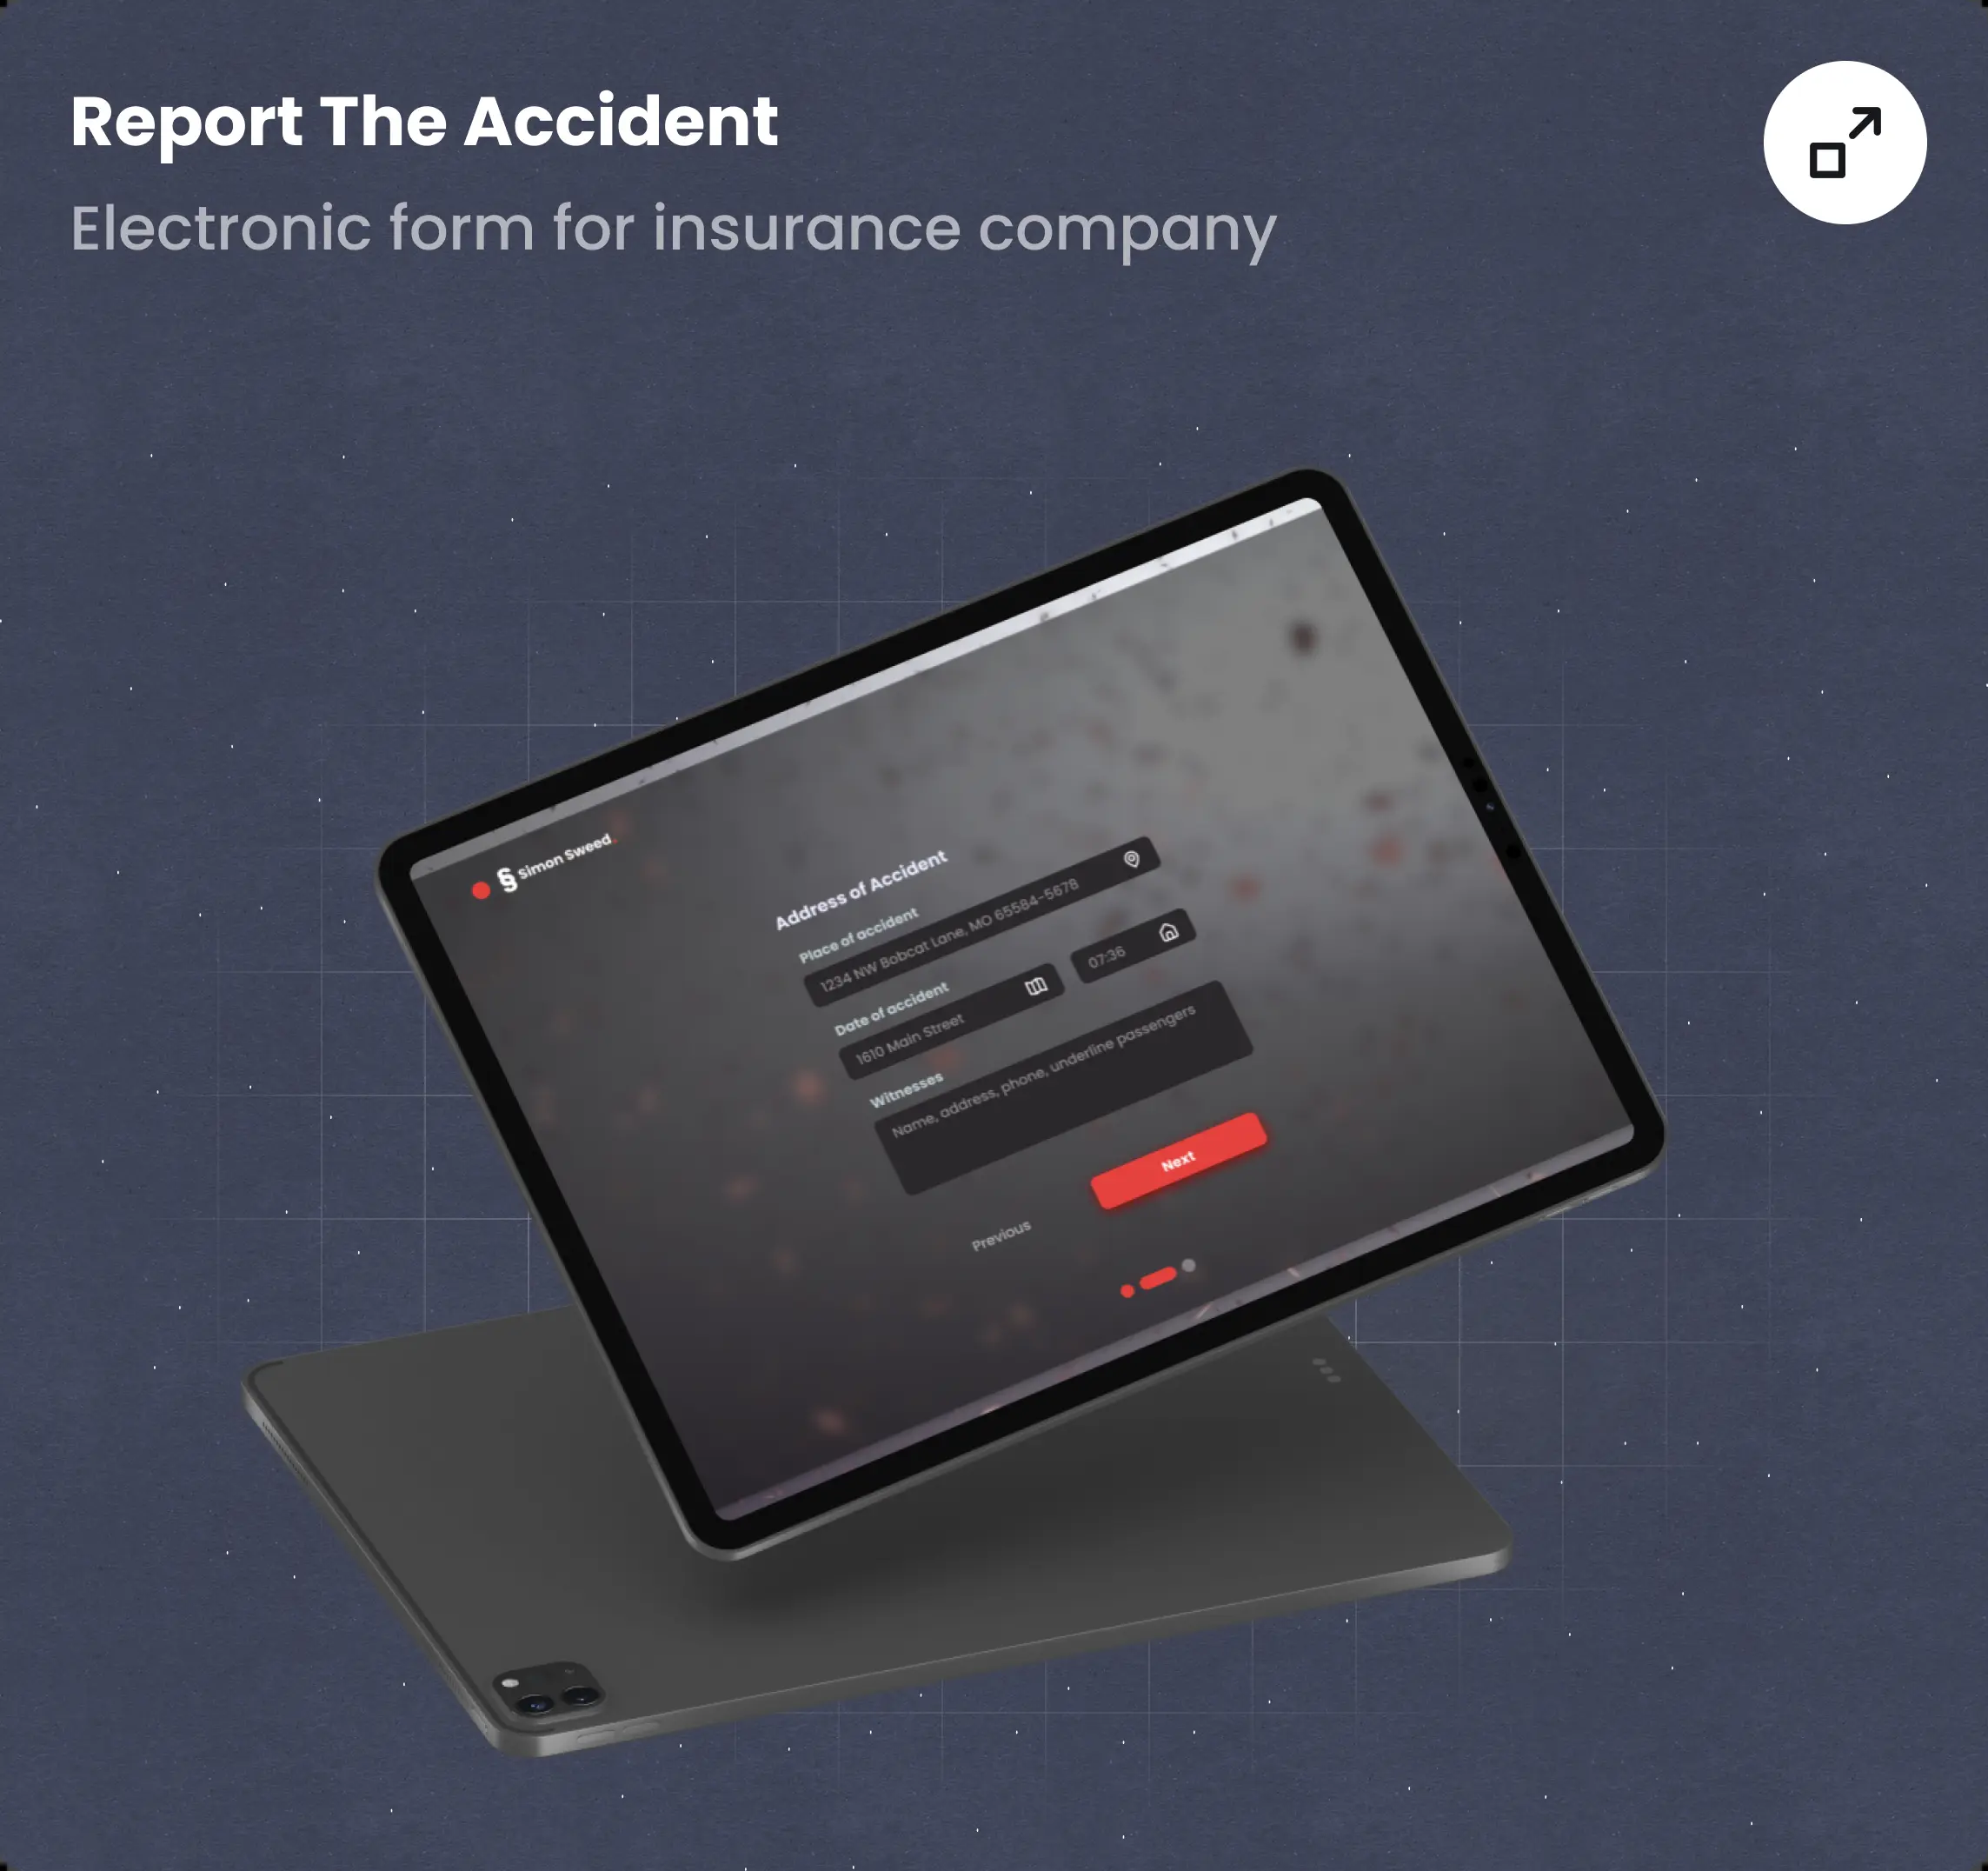 Report The Accident
Electronic form for insurance company
§ Simon Sweed.
Address of Accident
Place of accident
1234 NW Bobcat Lane, MO 65584-5678
Date of accident
1610 Main Street
07:36
Witnesses
Name, address, phone, underline passengers
Previous
Next